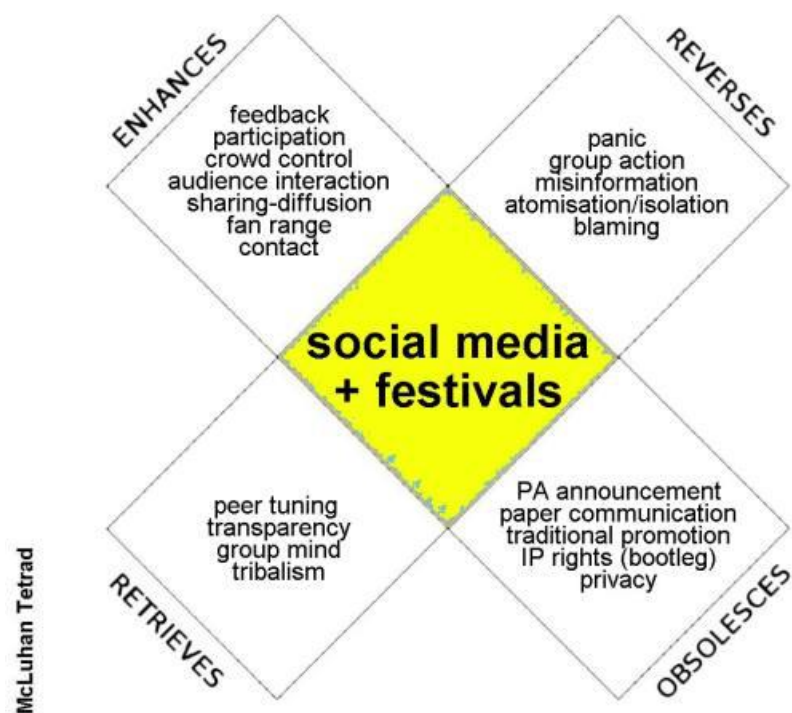 ENHANCES
feedback
participation
crowd control
audience interaction
sharing-diffusion
fan range
contact
REVERSES
panic
group action
misinformation
atomisation/isolation
blaming
social media
+ festivals
peer tuning
transparency
group mind
tribalism
RETRIEVES
PA announcement
paper communication
traditional promotion
IP rights (bootleg)
privacy
OBSOLESCES
McLuhan Tetrad